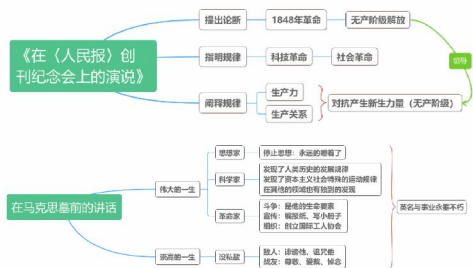 《在〈人民报〉创
刊纪念会上的演说》
提出论断
1848年革命
无产阶级解放
指明规律
科技革命
社会革命
领导
阐释规律
生产力
生产关系
对抗产生新生力量（无产阶级）
在马克思墓前的讲话
伟大的一生
思想家
停止思想：永远的睡着了
科学家
发现了人类历史的发展规律
发现了资本主义社会特殊的运动规律
在其他的领域也有独到的发现
革命家
斗争：是他的生命要素
宣传：编报纸、写小册子
组织：创立国际工人协会
英名与事业永垂不朽
崇高的一生
没私敌
敌人：诽谤他、诅咒他
战友：尊敬、爱戴、悼念